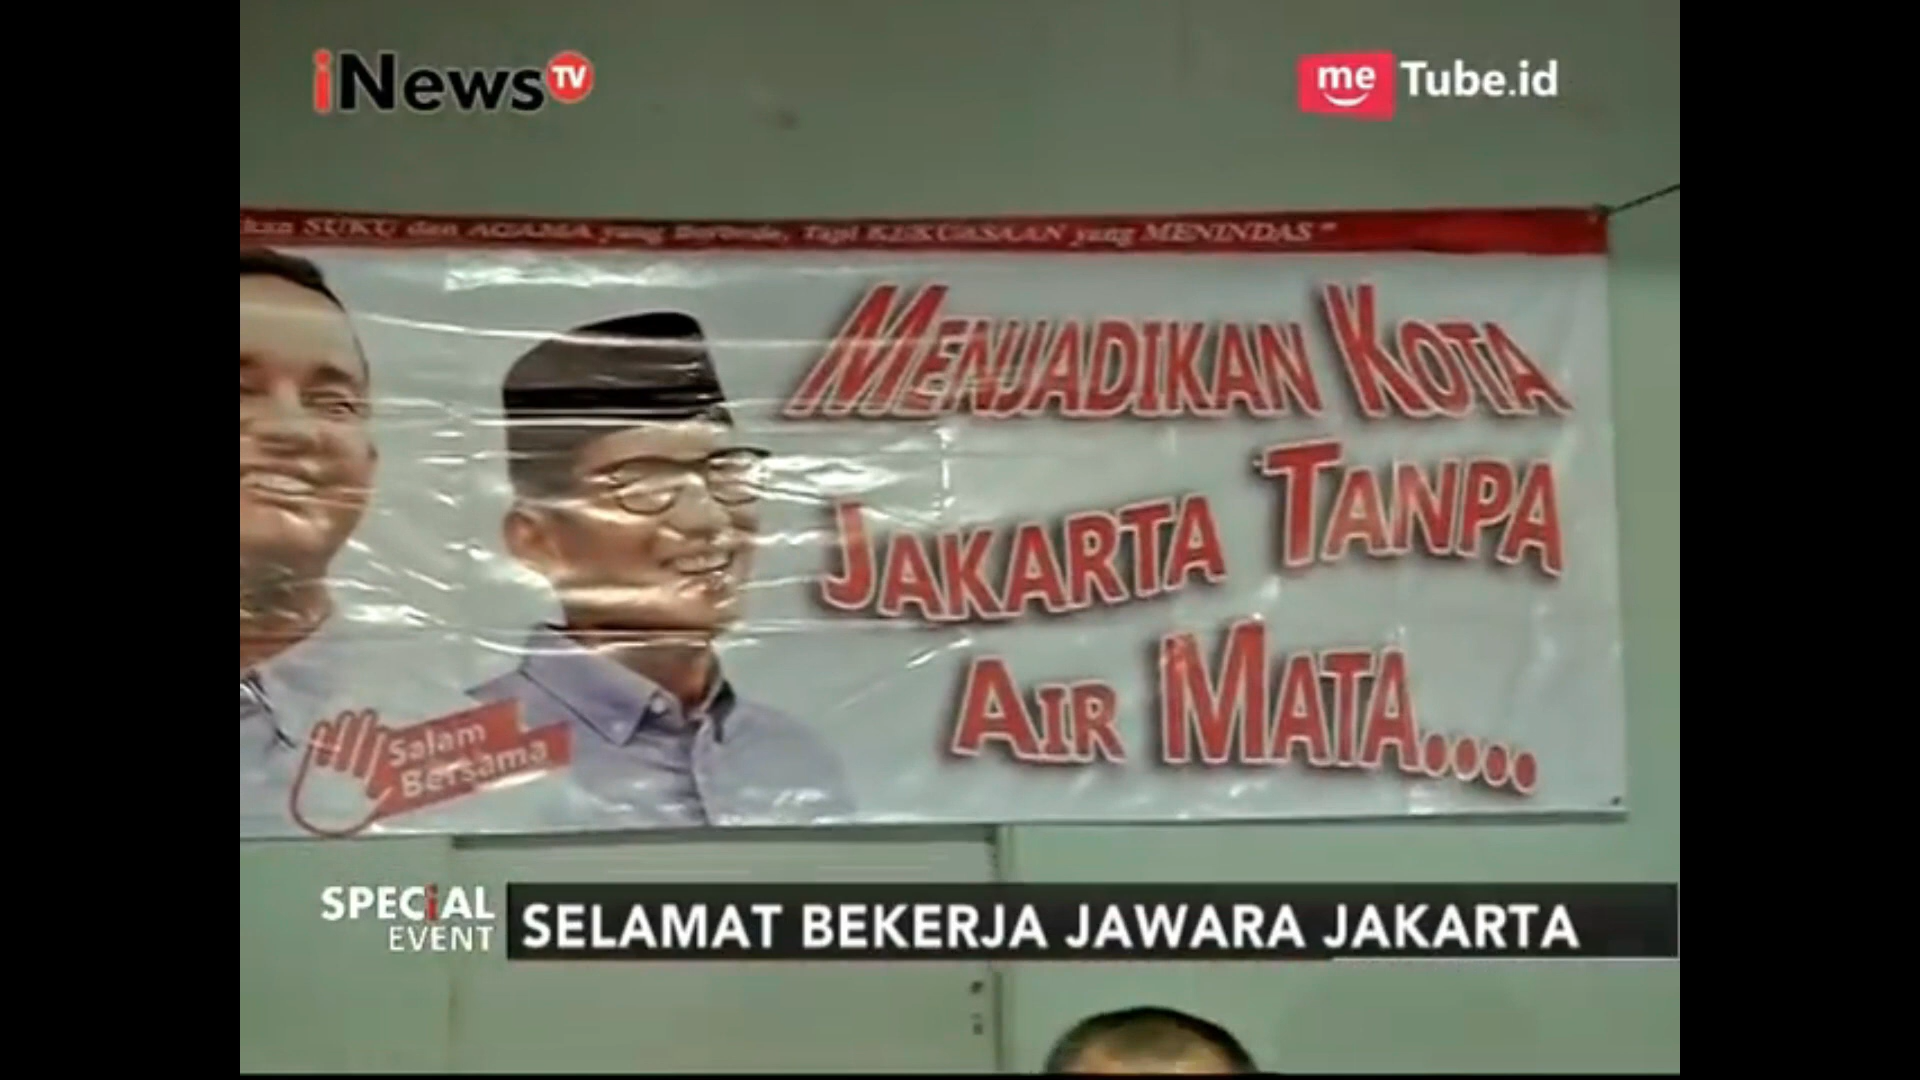 iNews TV
me Tube.id
kan SUKU dan AGAMA yang Berbeda, Tapi KEKUASAAN yang MENINDAS"
MENJADIKAN KOTA
JAKARTA TANPA
AIR MATA....
Salam
Bersama
SPECiAL
EVENT
SELAMAT BEKERJA JAWARA JAKARTA